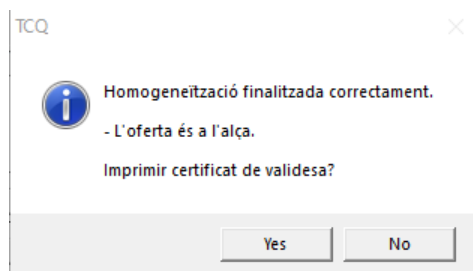 TCQ
Homogeneïtzació finalitzada correctament.
- L'oferta és a l'alça.
Imprimir certificat de validesa?
Yes
No